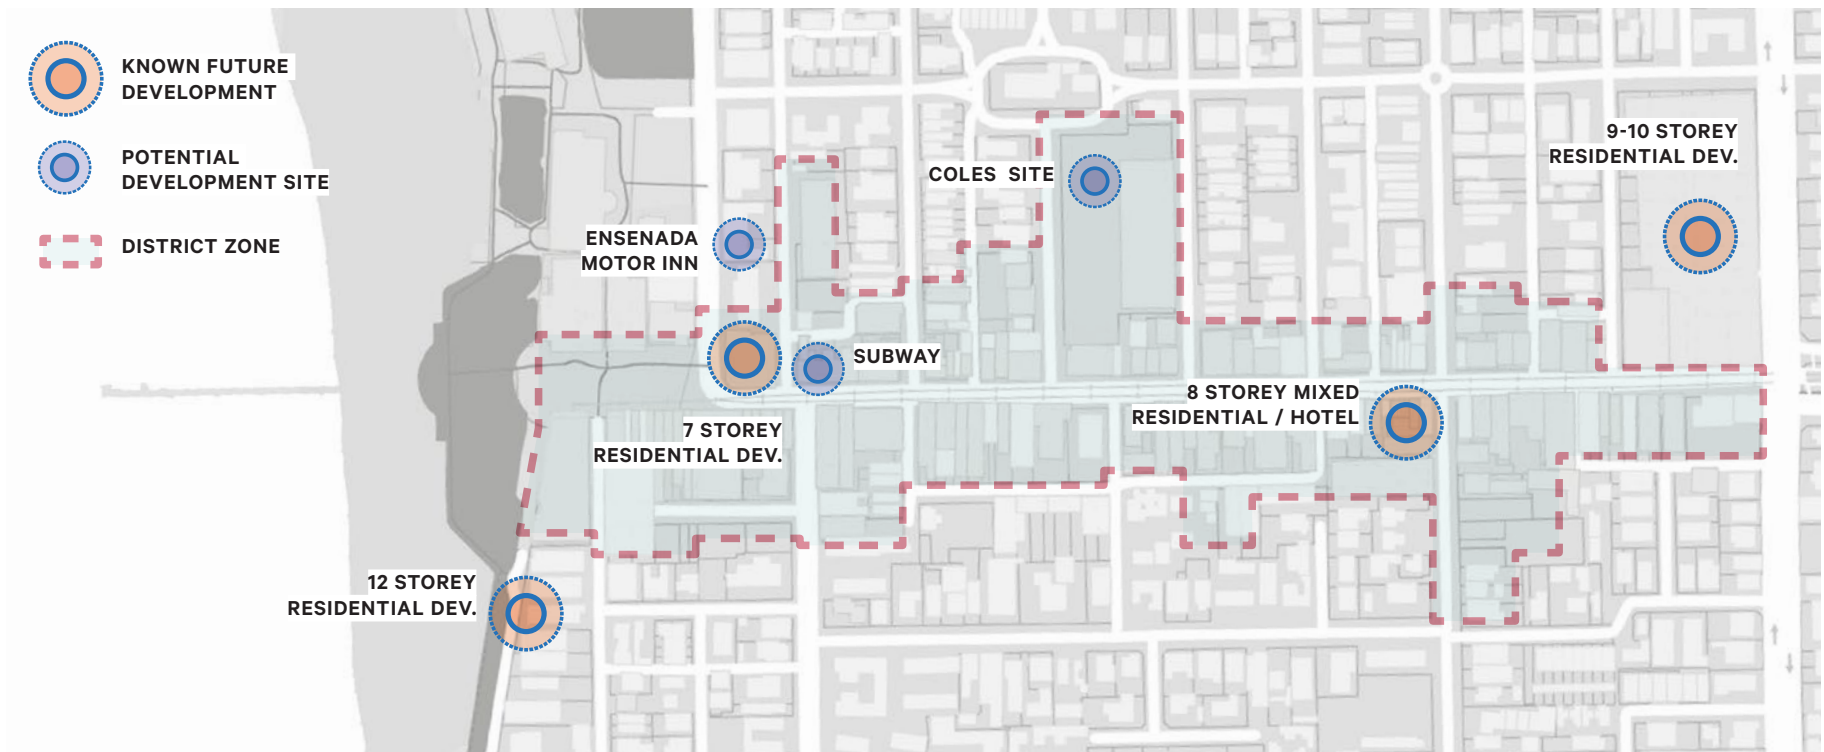 KNOWN FUTURE
DEVELOPMENT
POTENTIAL
DEVELOPMENT SITE
DISTRICT ZONE
ENSENADA
MOTOR INN
COLES SITE
9-10 STOREY
RESIDENTIAL DEV.
SUBWAY
7 STOREY
RESIDENTIAL DEV.
8 STOREY MIXED
RESIDENTIAL / HOTEL
12 STOREY
RESIDENTIAL DEV.